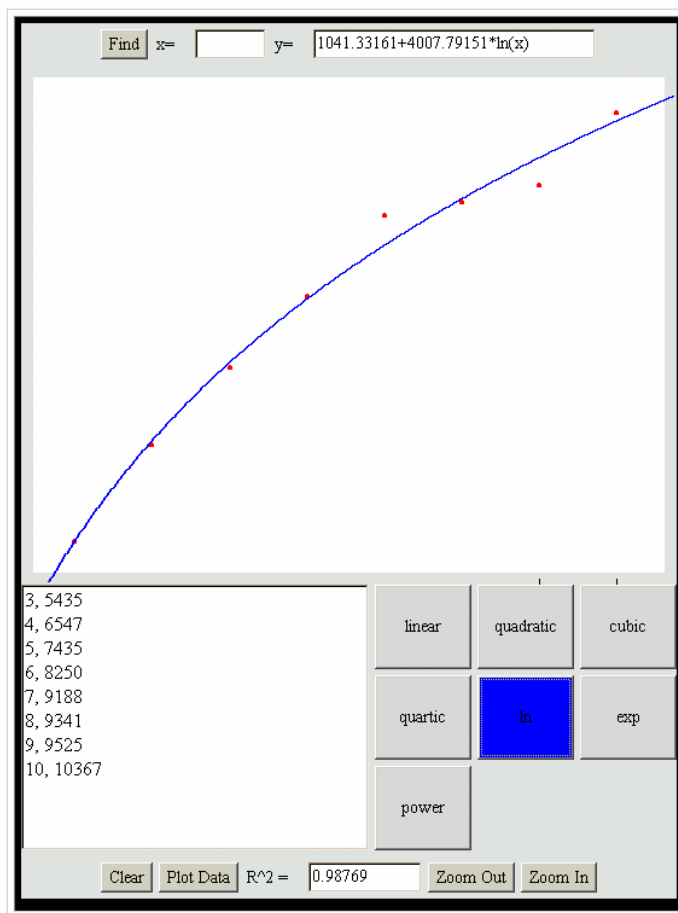 Find x= y= 1041.33161+4007.79151*ln(x)
3, 5435
4, 6547
5, 7435
6, 8250
7, 9188
8, 9341
9, 9525
10, 10367
linear quadratic cubic
quartic ln exp
power
Clear Plot Data R^2 = 0.98769 Zoom Out Zoom In